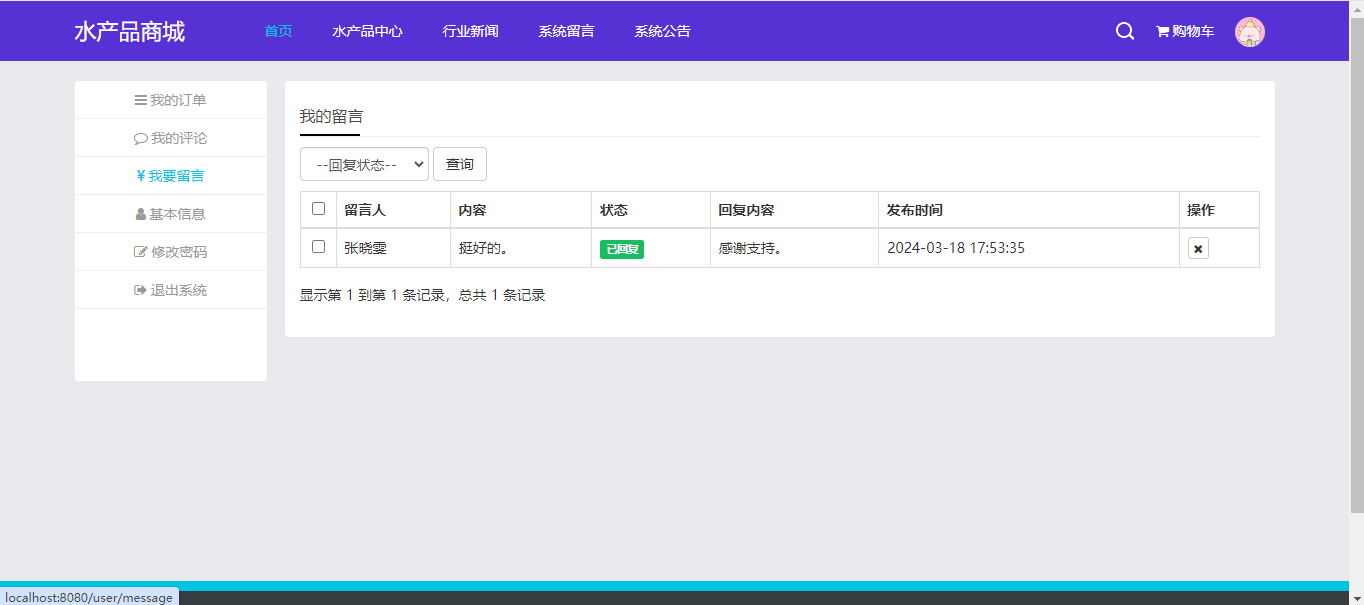 水产品商城 首页 水产品中心 行业新闻 系统留言 系统公告 购物车
我的订单
我的评论
¥ 我要留言
基本信息
修改密码
退出系统
我的留言
--回复状态-- 查询
留言人 内容 状态 回复内容 发布时间 操作
张晓雯 挺好的。 已回复 感谢支持。 2024-03-18 17:53:35
显示第 1 到第 1 条记录，总共 1 条记录
localhost:8080/user/message